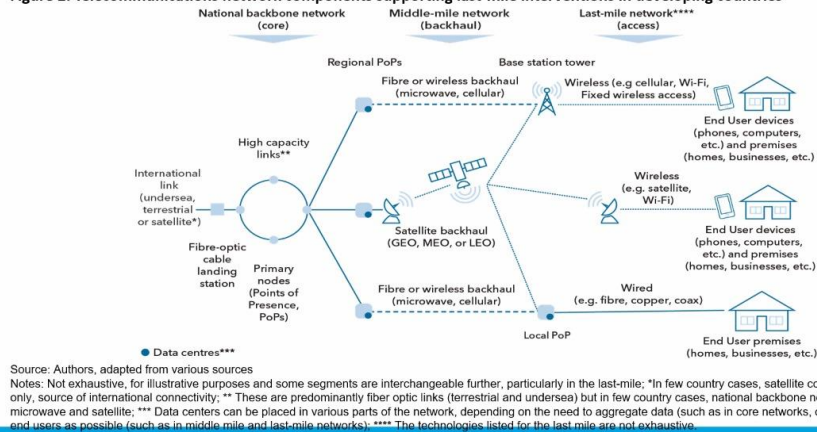 National backbone network
(core)
Middle-mile network
(backhaul)
Last-mile network****
(access)
Regional PoPs
Base station tower
Fibre or wireless backhaul
(microwave, cellular)
Wireless (e.g cellular, Wi-Fi,
Fixed wireless access)
End User devices
(phones, computers,
etc.) and premises
(homes, businesses, etc.)
High capacity
links**
International
link
(undersea,
terrestrial
or satellite*)
Satellite backhaul
(GEO, MEO, or LEO)
Wireless
(e.g. satellite,
Wi-Fi)
End User devices
(phones, computers,
etc.) and premises
(homes, businesses, etc.)
Fibre-optic
cable
landing
station
Primary
nodes
(Points of
Presence,
PoPs)
Fibre or wireless backhaul
(microwave, cellular)
Wired
(e.g. fibre, copper, coax)
Local PoP
End User premises
(homes, businesses, etc.)
Data centres***
Source: Authors, adapted from various sources
Notes: Not exhaustive, for illustrative purposes and some segments are interchangeable further, particularly in the last-mile; *In few country cases, satellite
only, source of international connectivity; ** These are predominantly fiber optic links (terrestrial and undersea) but in few country cases, national backbone
microwave and satellite; *** Data centers can be placed in various parts of the network, depending on the need to aggregate data (such as in core networks,
end users as possible (such as in middle mile and last-mile networks); **** The technologies listed for the last mile are not exhaustive.